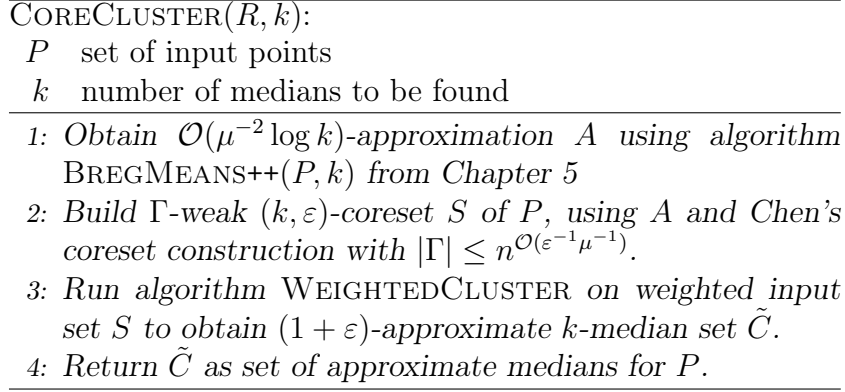 CORECLUSTER(R, k):
P set of input points
k number of medians to be found
1: Obtain 𝒪(μ⁻² log k)-approximation A using algorithm
BREGMEANS++(P, k) from Chapter 5
2: Build Γ-weak (k, ε)-coreset S of P, using A and Chen's
coreset construction with |Γ| ≤ n^{𝒪(ε⁻¹μ⁻¹)}.
3: Run algorithm WEIGHTEDCLUSTER on weighted input
set S to obtain (1 + ε)-approximate k-median set C̃.
4: Return C̃ as set of approximate medians for P.